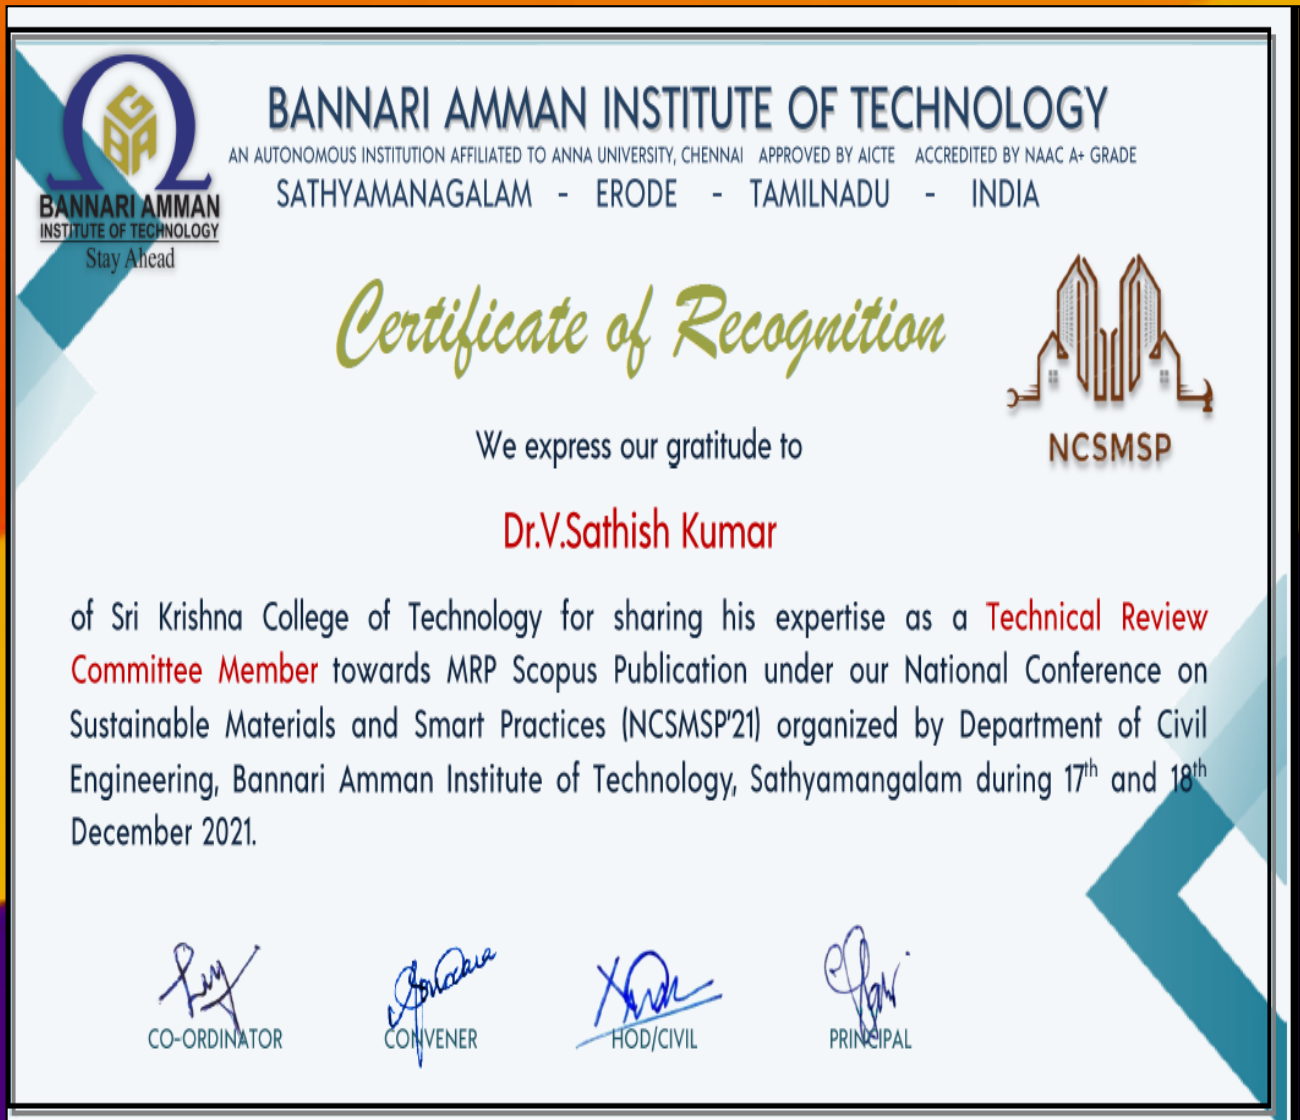 BANNARI AMMAN INSTITUTE OF TECHNOLOGY
AN AUTONOMOUS INSTITUTION AFFILIATED TO ANNA UNIVERSITY, CHENNAI APPROVED BY AICTE ACCREDITED BY NAAC A+ GRADE
SATHYAMANAGALAM - ERODE - TAMILNADU - INDIA
GBA
BANNARI AMMAN
INSTITUTE OF TECHNOLOGY
Stay Ahead
Certificate of Recognition
NCSMSP
We express our gratitude to
Dr.V.Sathish Kumar
of Sri Krishna College of Technology for sharing his expertise as a Technical Review
Committee Member towards MRP Scopus Publication under our National Conference on
Sustainable Materials and Smart Practices (NCSMSP'21) organized by Department of Civil
Engineering, Bannari Amman Institute of Technology, Sathyamangalam during 17th and 18th
December 2021.
CO-ORDINATOR CONVENER HOD/CIVIL PRINCIPAL